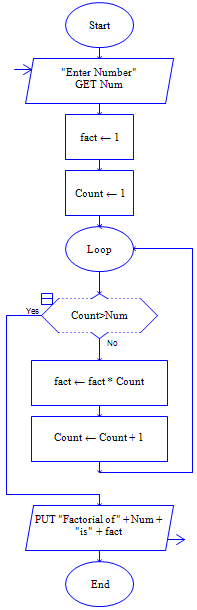 Start
"Enter Number"
GET Num
fact ← 1
Count ← 1
Loop
Yes
Count>Num
No
fact ← fact * Count
Count ← Count + 1
PUT "Factorial of" +Num +
"is" + fact
End